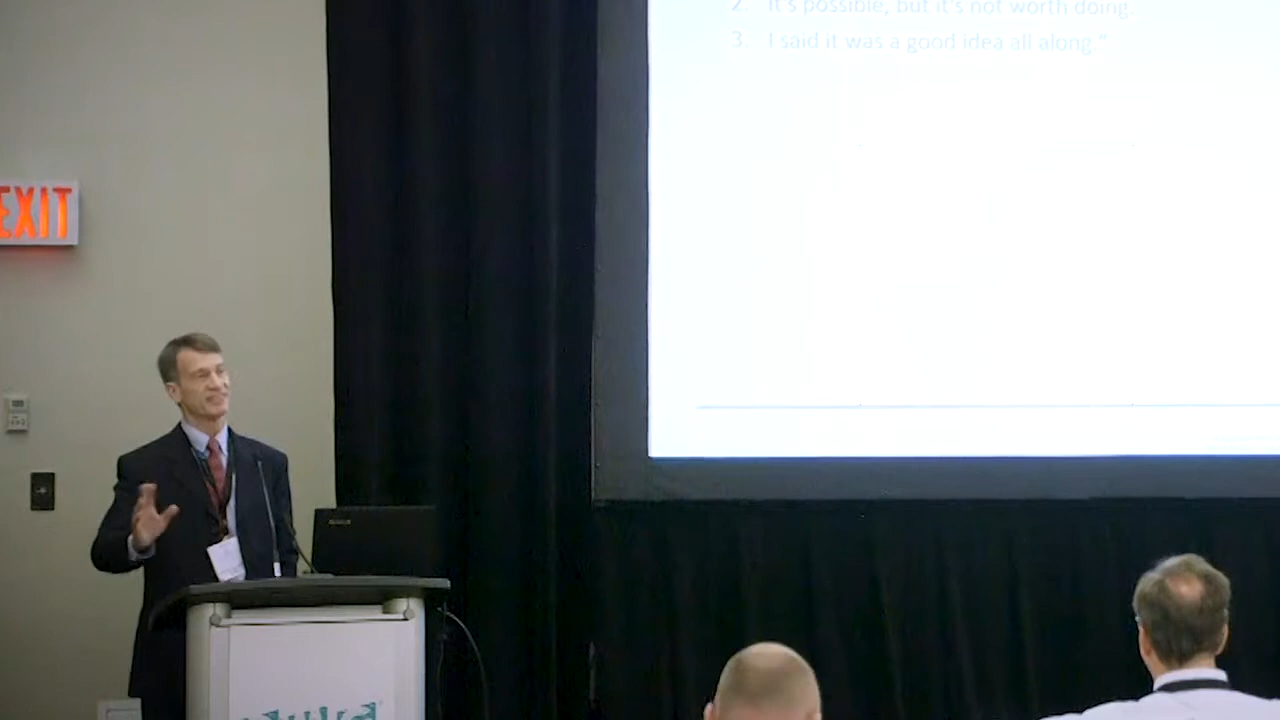 2. It's possible, but it's not worth doing.
3. I said it was a good idea all along."
EXIT